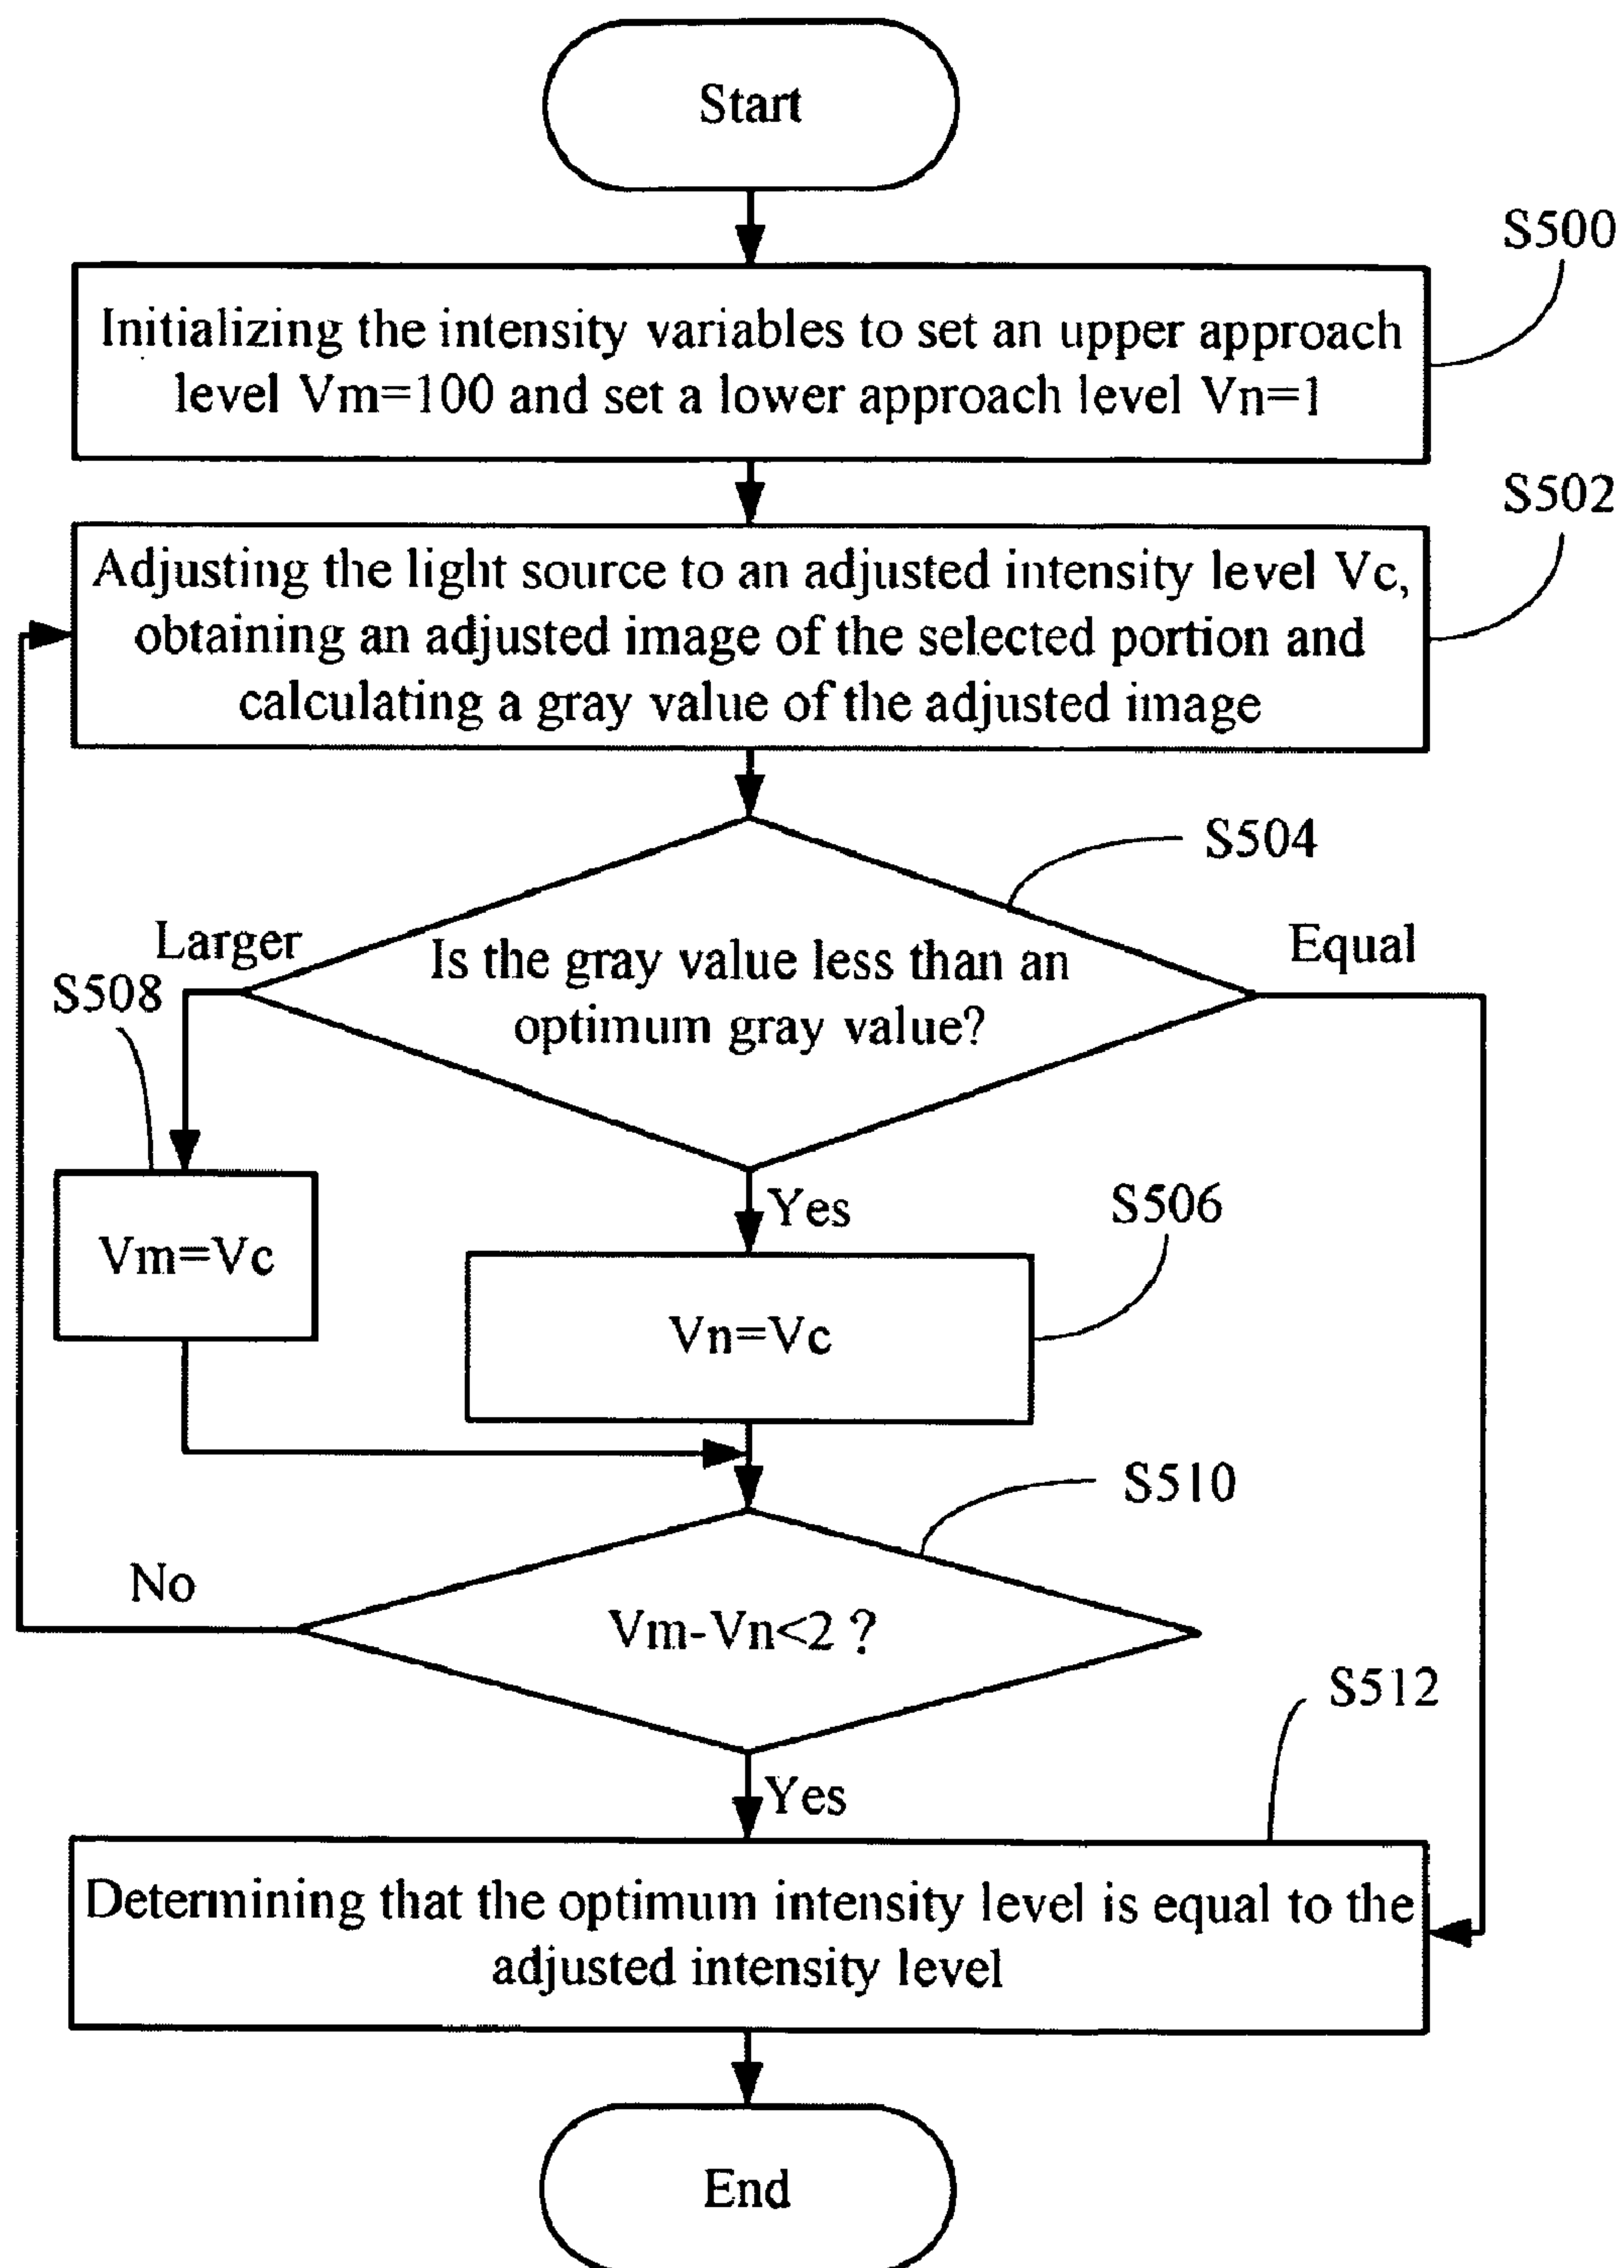 Start
S500
Initializing the intensity variables to set an upper approach
level Vm=100 and set a lower approach level Vn=1
S502
Adjusting the light source to an adjusted intensity level Vc,
obtaining an adjusted image of the selected portion and
calculating a gray value of the adjusted image
S504
Larger
Equal
Is the gray value less than an
optimum gray value?
S508
Yes
S506
Vm=Vc
Vn=Vc
S510
No
Vm-Vn<2 ?
S512
Yes
Determining that the optimum intensity level is equal to the
adjusted intensity level
End